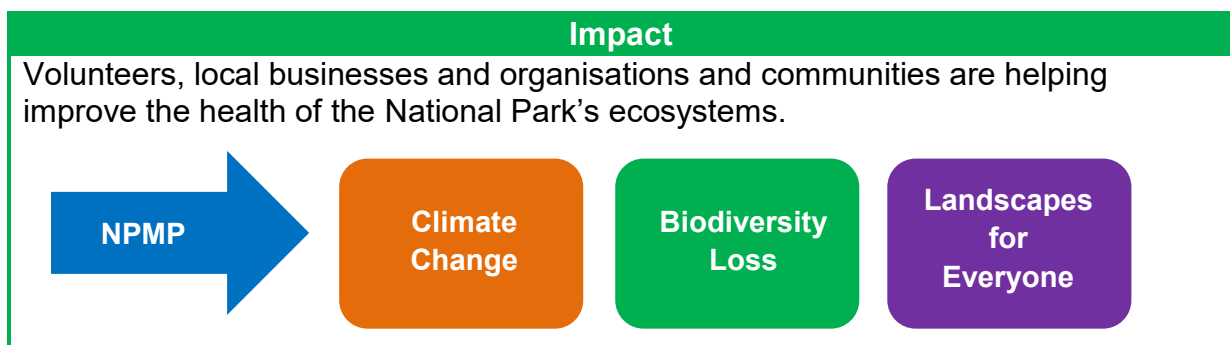 Impact
Volunteers, local businesses and organisations and communities are helping
improve the health of the National Park's ecosystems.
NPMP
Climate
Change
Biodiversity
Loss
Landscapes
for
Everyone